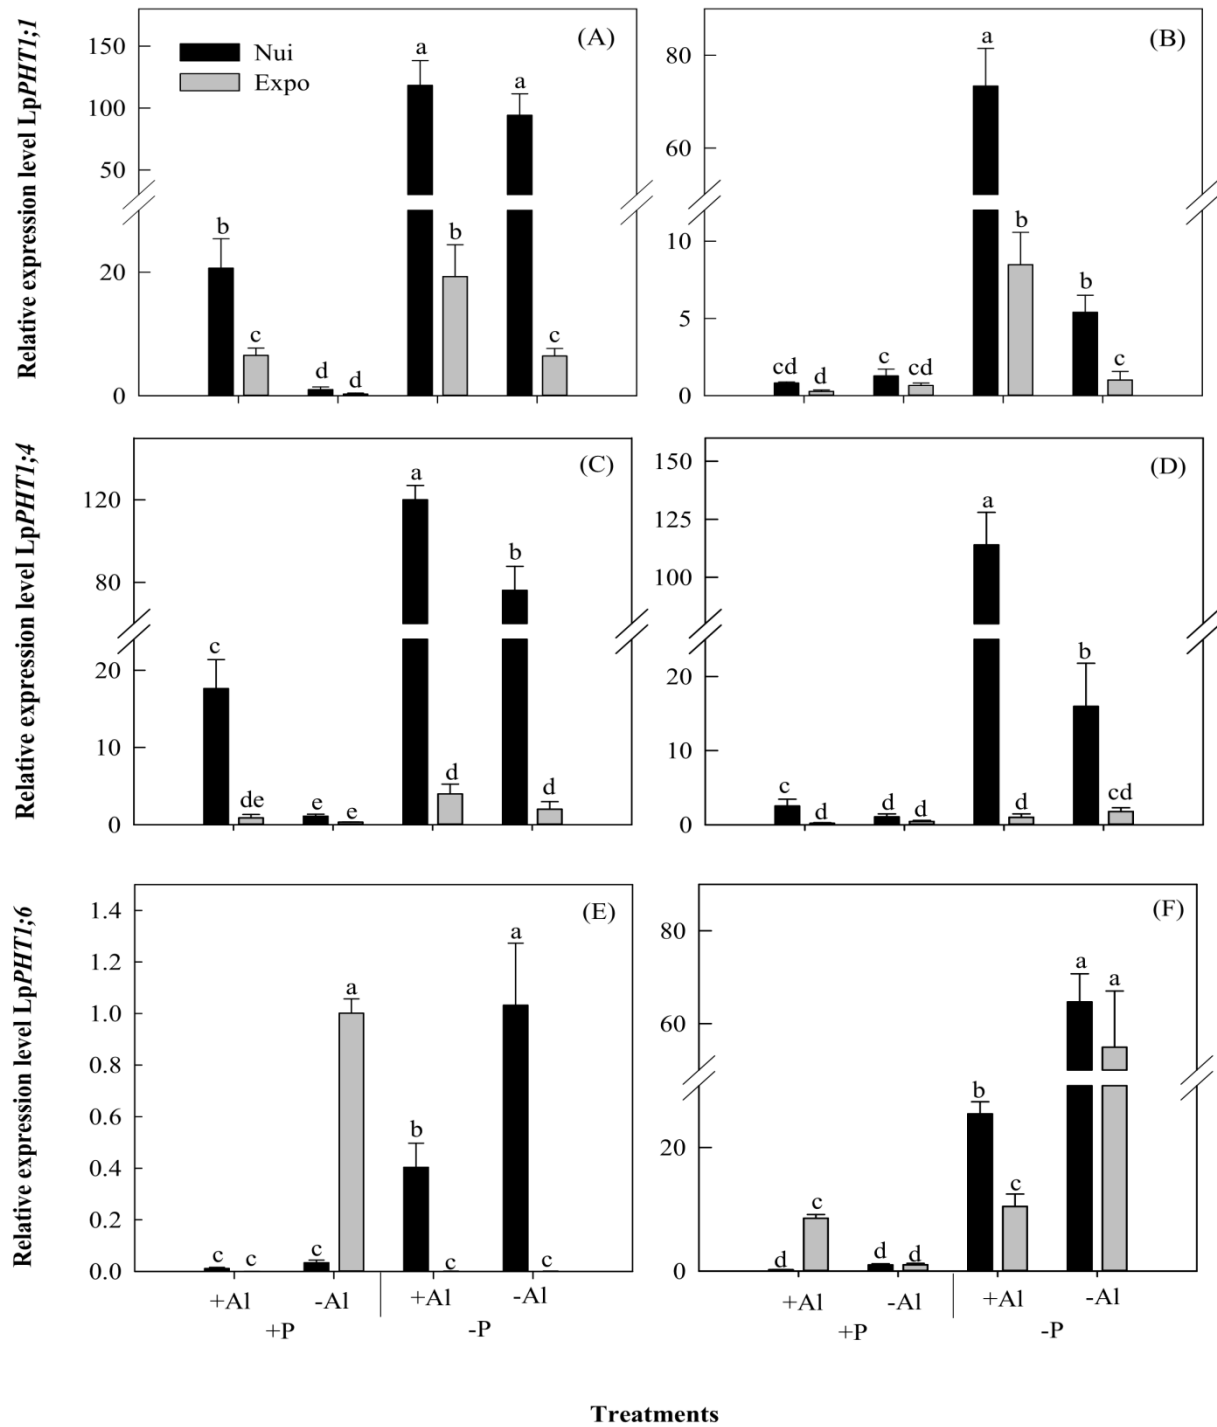 Relative expression level LpPHT1;1
(A)
Nui
Expo
150
100
50
20
0
b
c
d
d
a
b
a
c
(B)
80
60
10
5
0
cd
d
c
cd
a
b
b
c
Relative expression level LpPHT1;4
(C)
120
80
20
10
0
c
de
e
e
a
d
b
d
(D)
150
125
100
20
10
0
c
d
d
d
a
d
b
cd
Relative expression level LpPHT1;6
(E)
1.4
1.2
1.0
0.8
0.6
0.4
0.2
0.0
c
c
c
a
b
c
a
c
+Al
-Al
+Al
-Al
+P
-P
(F)
80
60
20
0
d
c
d
d
b
c
a
a
+Al
-Al
+Al
-Al
+P
-P
Treatments